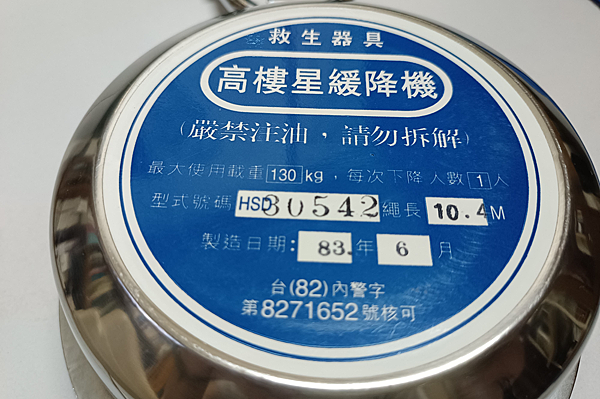 救生器具
高樓星緩降機
(嚴禁注油，請勿拆解)
最大使用載重 130 kg，每次下降人數 1 人
型式號碼 HSD30542 繩長 10.4M
製造日期: 83. 年 6 月
台(82)內警字
第8271652號核可